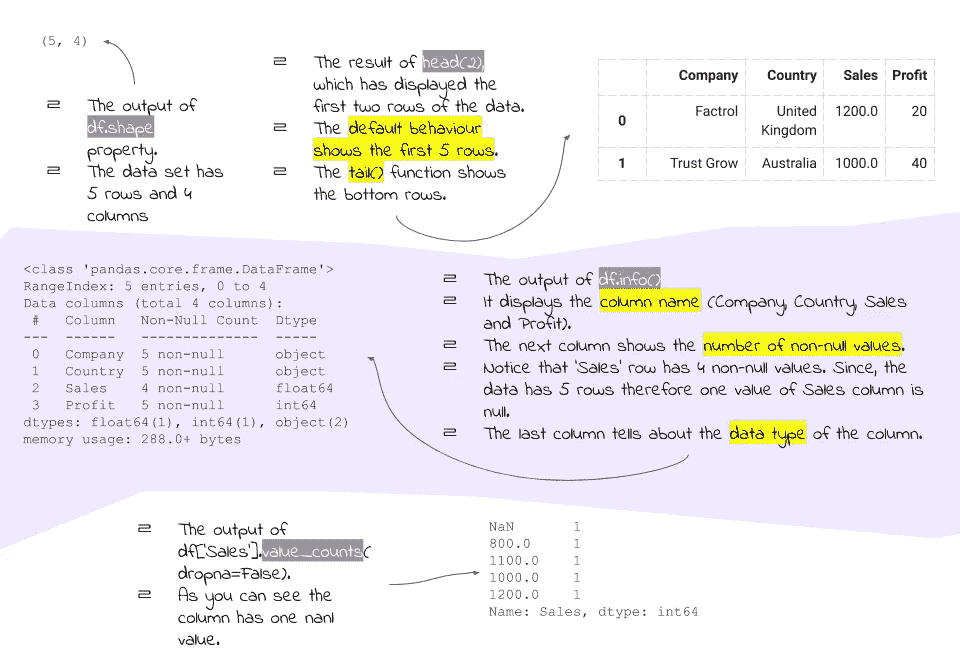 (5, 4)
The output of
df.shape
property.
The data set has
5 rows and 4
columns
The result of head(2),
which has displayed the
first two rows of the data.
The default behaviour
shows the first 5 rows.
The tail() function shows
the bottom rows.
Company Country Sales Profit
0 Factrol United 1200.0 20
Kingdom
1 Trust Grow Australia 1000.0 40
<class 'pandas.core.frame.DataFrame'>
RangeIndex: 5 entries, 0 to 4
Data columns (total 4 columns):
# Column Non-Null Count Dtype
--- ------ -------------- -----
0 Company 5 non-null object
1 Country 5 non-null object
2 Sales 4 non-null float64
3 Profit 5 non-null int64
dtypes: float64(1), int64(1), object(2)
memory usage: 288.0+ bytes
The output of df.info()
It displays the column name (Company, Country, Sales
and Profit).
The next column shows the number of non-null values.
Notice that 'Sales' row has 4 non-null values. Since, the
data has 5 rows therefore one value of Sales column is
null.
The last column tells about the data type of the column.
The output of
df['Sales'].value_counts(
dropna=False).
As you can see the
column has one nanl
value.
NaN 1
800.0 1
1100.0 1
1000.0 1
1200.0 1
Name: Sales, dtype: int64